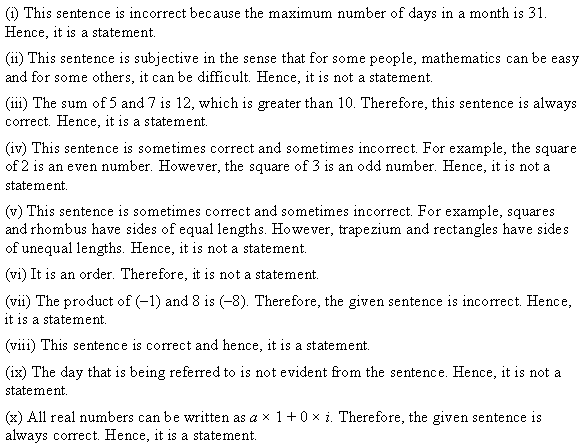 (i) This sentence is incorrect because the maximum number of days in a month is 31.
Hence, it is a statement.
(ii) This sentence is subjective in the sense that for some people, mathematics can be easy
and for some others, it can be difficult. Hence, it is not a statement.
(iii) The sum of 5 and 7 is 12, which is greater than 10. Therefore, this sentence is always
correct. Hence, it is a statement.
(iv) This sentence is sometimes correct and sometimes incorrect. For example, the square
of 2 is an even number. However, the square of 3 is an odd number. Hence, it is not a
statement.
(v) This sentence is sometimes correct and sometimes incorrect. For example, squares
and rhombus have sides of equal lengths. However, trapezium and rectangles have sides
of unequal lengths. Hence, it is not a statement.
(vi) It is an order. Therefore, it is not a statement.
(vii) The product of (−1) and 8 is (−8). Therefore, the given sentence is incorrect. Hence,
it is a statement.
(viii) This sentence is correct and hence, it is a statement.
(ix) The day that is being referred to is not evident from the sentence. Hence, it is not a
statement.
(x) All real numbers can be written as a × 1 + 0 × i. Therefore, the given sentence is
always correct. Hence, it is a statement.